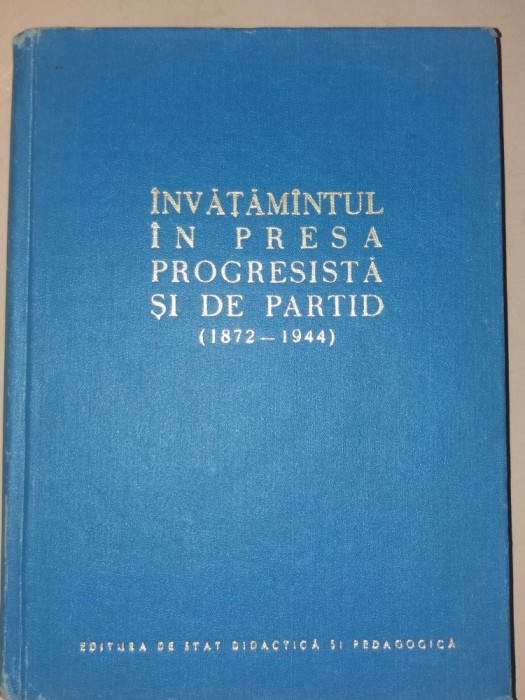 ÎNVĂȚĂMÎNTUL
ÎN PRESA
PROGRESISTĂ
ȘI DE PARTID
(1872 – 1944)
EDITURA DE STAT DIDACTICĂ ȘI PEDAGOGICĂ